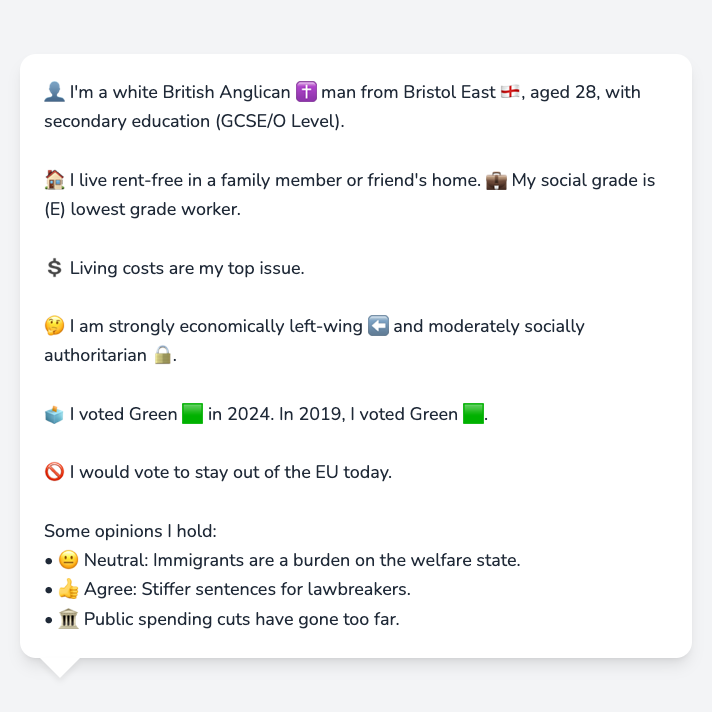 👤 I'm a white British Anglican ✝️ man from Bristol East 🏴󠁧󠁢󠁥󠁮󠁧󠁿, aged 28, with
secondary education (GCSE/O Level).
🏠 I live rent-free in a family member or friend's home. 💼 My social grade is
(E) lowest grade worker.
💲 Living costs are my top issue.
🤔 I am strongly economically left-wing ⬅️ and moderately socially
authoritarian 🔒.
🗳️ I voted Green 🟩 in 2024. In 2019, I voted Green 🟩.
🚫 I would vote to stay out of the EU today.
Some opinions I hold:
• 😐 Neutral: Immigrants are a burden on the welfare state.
• 👍 Agree: Stiffer sentences for lawbreakers.
• 🏛️ Public spending cuts have gone too far.